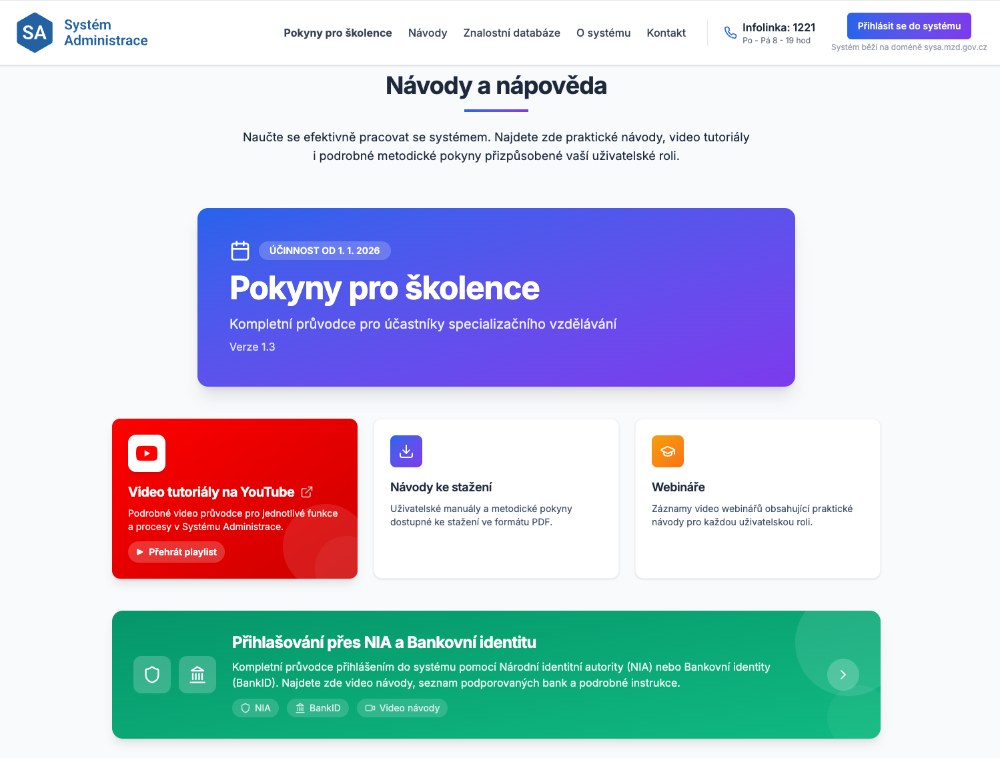 SA
Systém
Administrace
Pokyny pro školence
Návody
Znalostní databáze
O systému
Kontakt
Infolinka: 1221
Po - Pá 8 - 19 hod
Přihlásit se do systému
Systém běží na doméně sysa.mzd.gov.cz
Návody a nápověda
Naučte se efektivně pracovat se systémem. Najdete zde praktické návody, video tutoriály
i podrobné metodické pokyny přizpůsobené vaší uživatelské roli.
ÚČINNOST OD 1. 1. 2026
Pokyny pro školence
Kompletní průvodce pro účastníky specializačního vzdělávání
Verze 1.3
Video tutoriály na YouTube
Podrobné video průvodce pro jednotlivé funkce
a procesy v Systému Administrace.
Přehrát playlist
Návody ke stažení
Uživatelské manuály a metodické pokyny
dostupné ke stažení ve formátu PDF.
Webináře
Záznamy video webinářů obsahující praktické
návody pro každou uživatelskou roli.
Přihlašování přes NIA a Bankovní identitu
Kompletní průvodce přihlášením do systému pomocí Národní identitní autority (NIA) nebo Bankovní identity
(BankID). Najdete zde video návody, seznam podporovaných bank a podrobné instrukce.
NIA
BankID
Video návody